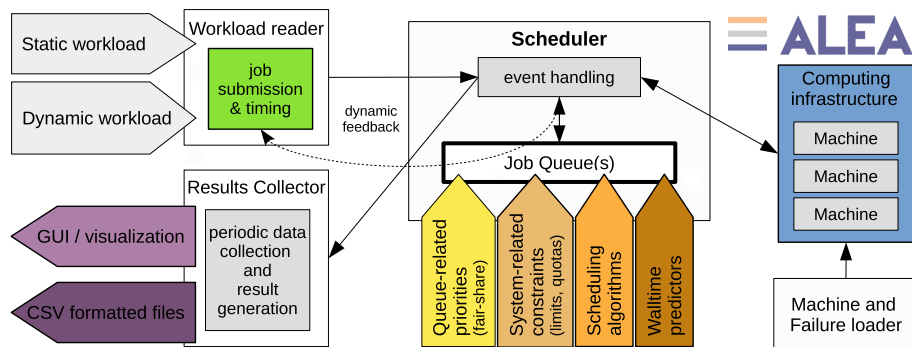 Static workload
Dynamic workload
Workload reader
job
submission
& timing
dynamic
feedback
Scheduler
event handling
Job Queue(s)
Queue-related
priorities
(fair-share)
System-related
constraints
(limits, quotas)
Scheduling
algorithms
Walltime
predictors
ALEA
Computing
infrastructure
Machine
Machine
Machine
Machine and
Failure loader
Results Collector
periodic data
collection
and
result
generation
GUI / visualization
CSV formatted files